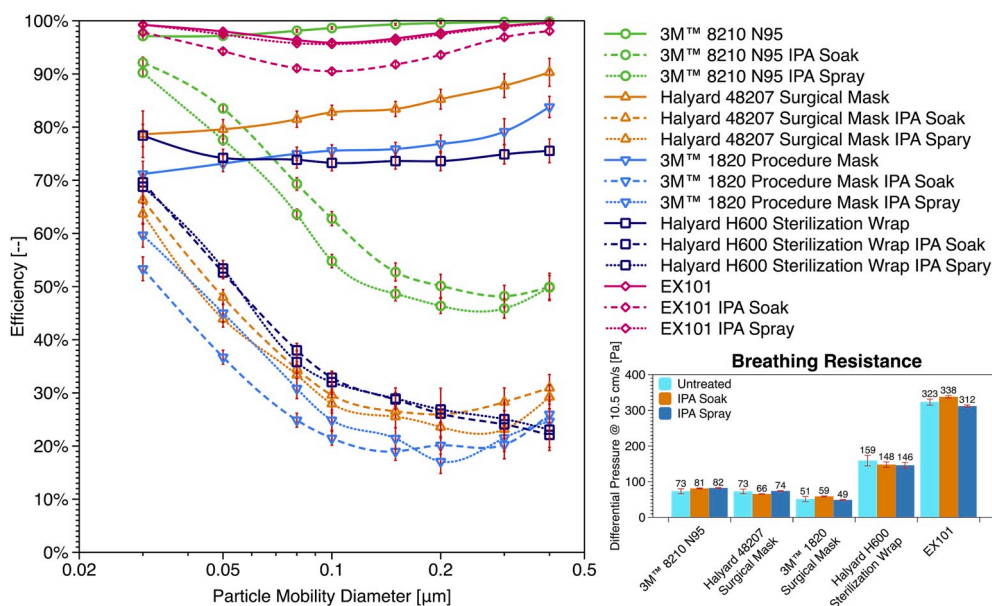 100%
90%
80%
70%
60%
50%
40%
30%
20%
10%
0%
Efficiency [--]
0.02
0.05
0.1
0.2
0.5
Particle Mobility Diameter [µm]
3M™ 8210 N95
3M™ 8210 N95 IPA Soak
3M™ 8210 N95 IPA Spray
Halyard 48207 Surgical Mask
Halyard 48207 Surgical Mask IPA Soak
Halyard 48207 Surgical Mask IPA Spary
3M™ 1820 Procedure Mask
3M™ 1820 Procedure Mask IPA Soak
3M™ 1820 Procedure Mask IPA Spray
Halyard H600 Sterilization Wrap
Halyard H600 Sterilization Wrap IPA Soak
Halyard H600 Sterilization Wrap IPA Spary
EX101
EX101 IPA Soak
EX101 IPA Spray
Breathing Resistance
Differential Pressure @ 10.5 cm/s [Pa]
400
300
200
100
0
Untreated
IPA Soak
IPA Spray
73 81 82
73 66 74
51 59 49
159 148 146
323 338 312
3M™ 8210 N95
Halyard 48207
Surgical Mask
3M™ 1820
Surgical Mask
Halyard H600
Sterilization Wrap
EX101